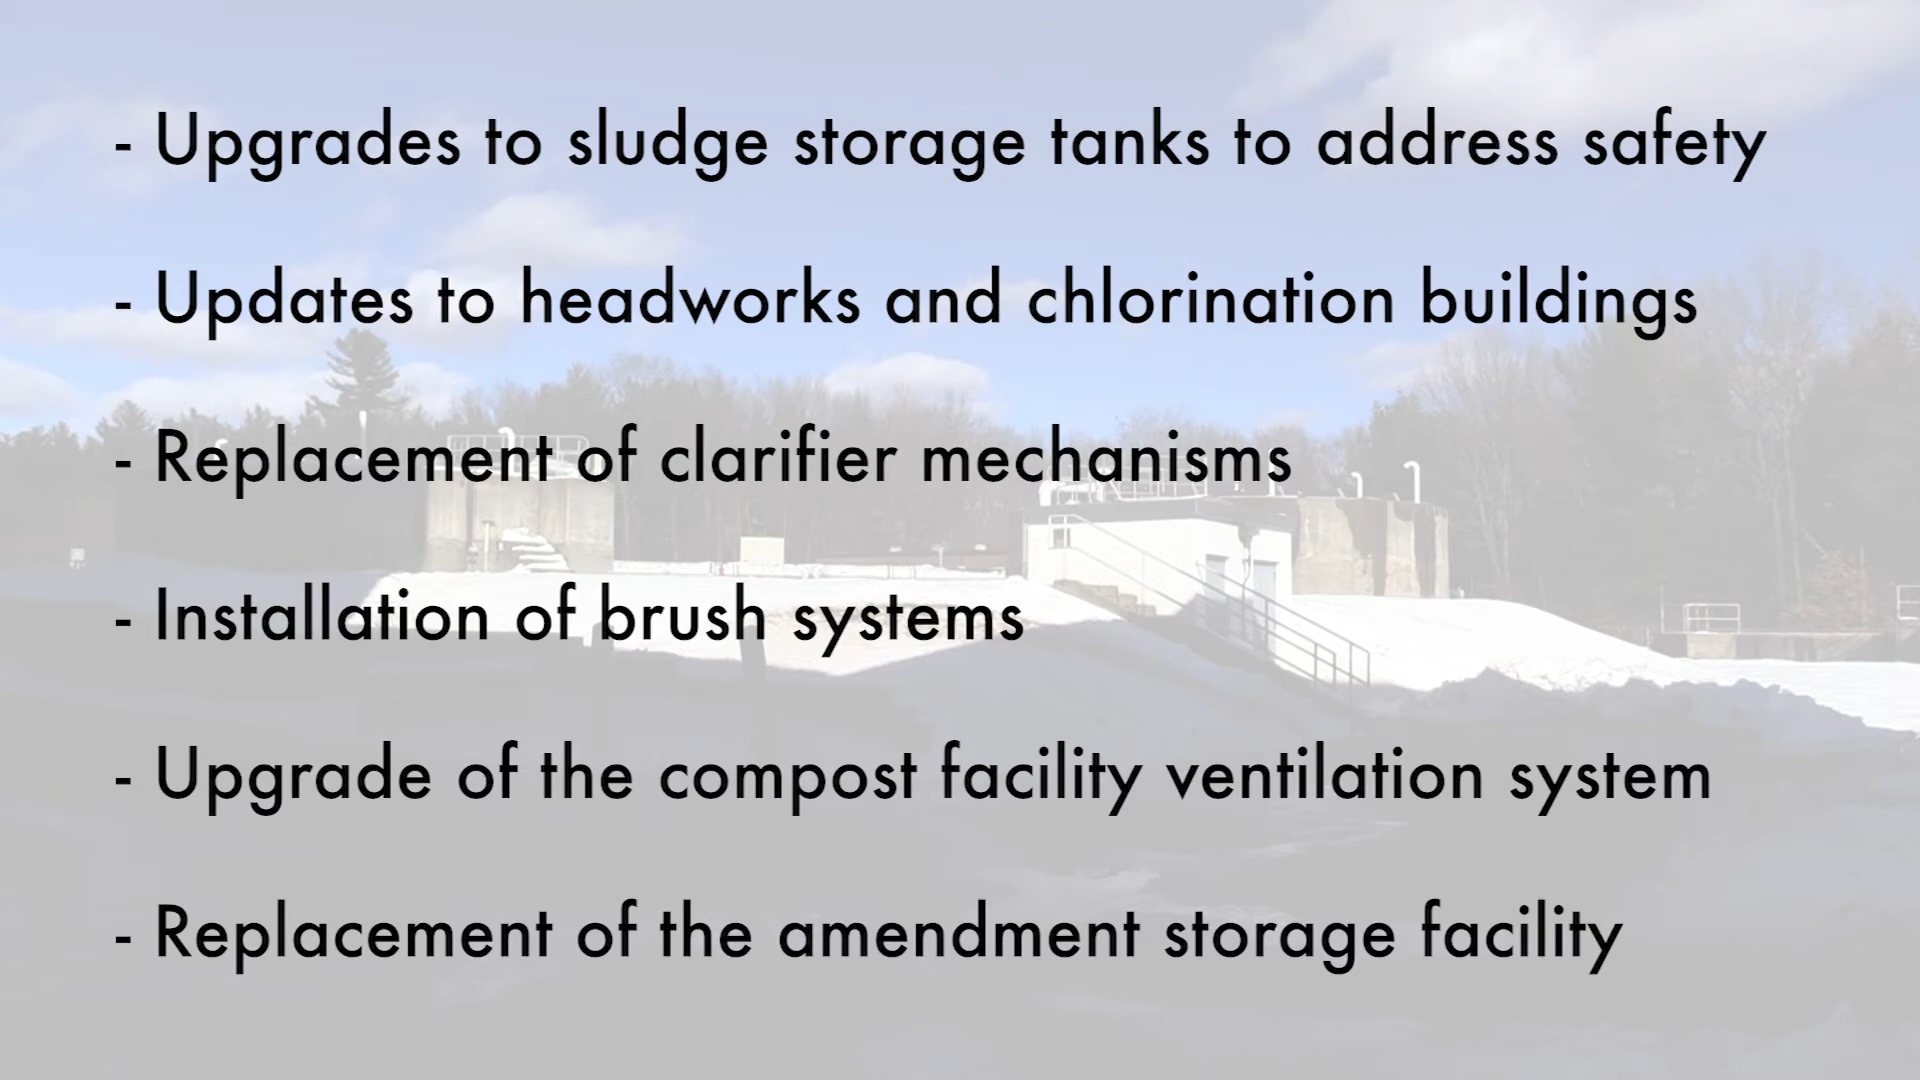 - Upgrades to sludge storage tanks to address safety
- Updates to headworks and chlorination buildings
- Replacement of clarifier mechanisms
- Installation of brush systems
- Upgrade of the compost facility ventilation system
- Replacement of the amendment storage facility